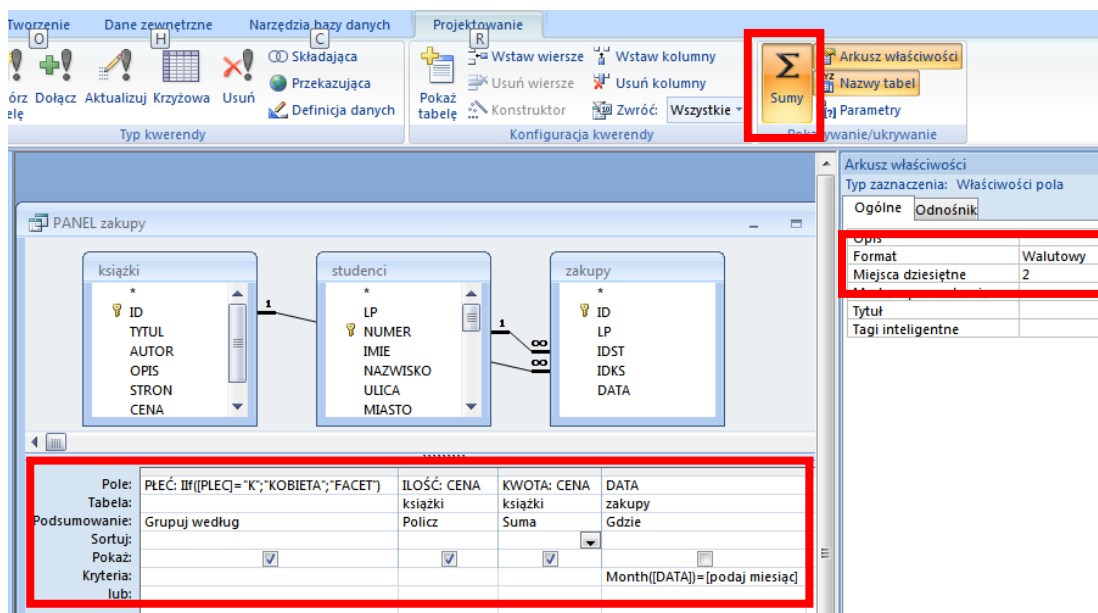 Tworzenie Dane zewnętrzne Narzędzia bazy danych Projektowanie
O H C R
Składająca
Przekazująca
Definicja danych
Dołącz Aktualizuj Krzyżowa Usuń
Typ kwerendy
Pokaż
tabelę
Wstaw wiersze
Usuń wiersze
Konstruktor
Wstaw kolumny
Usuń kolumny
Zwróć: Wszystkie
Konfiguracja kwerendy
Σ
Sumy
Arkusz właściwości
Nazwy tabel
Parametry
Arkusz właściwości
Typ zaznaczenia: Właściwości pola
Ogólne Odnośnik
Opis
Format Walutowy
Miejsca dziesiętne 2
Tytuł
Tagi inteligentne
PANEL zakupy
książki
*
ID
TYTUL
AUTOR
OPIS
STRON
CENA
studenci
*
LP
NUMER
IMIE
NAZWISKO
ULICA
MIASTO
zakupy
*
ID
LP
IDST
IDKS
DATA
1
1
∞
∞
Pole: PŁEĆ: IIf([PLEC]="K";"KOBIETA";"FACET") ILOŚĆ: CENA KWOTA: CENA DATA
Tabela: książki książki zakupy
Podsumowanie: Grupuj według Policz Suma Gdzie
Sortuj:
Pokaż:
Kryteria: Month([DATA])=[podaj miesiąc]
lub: